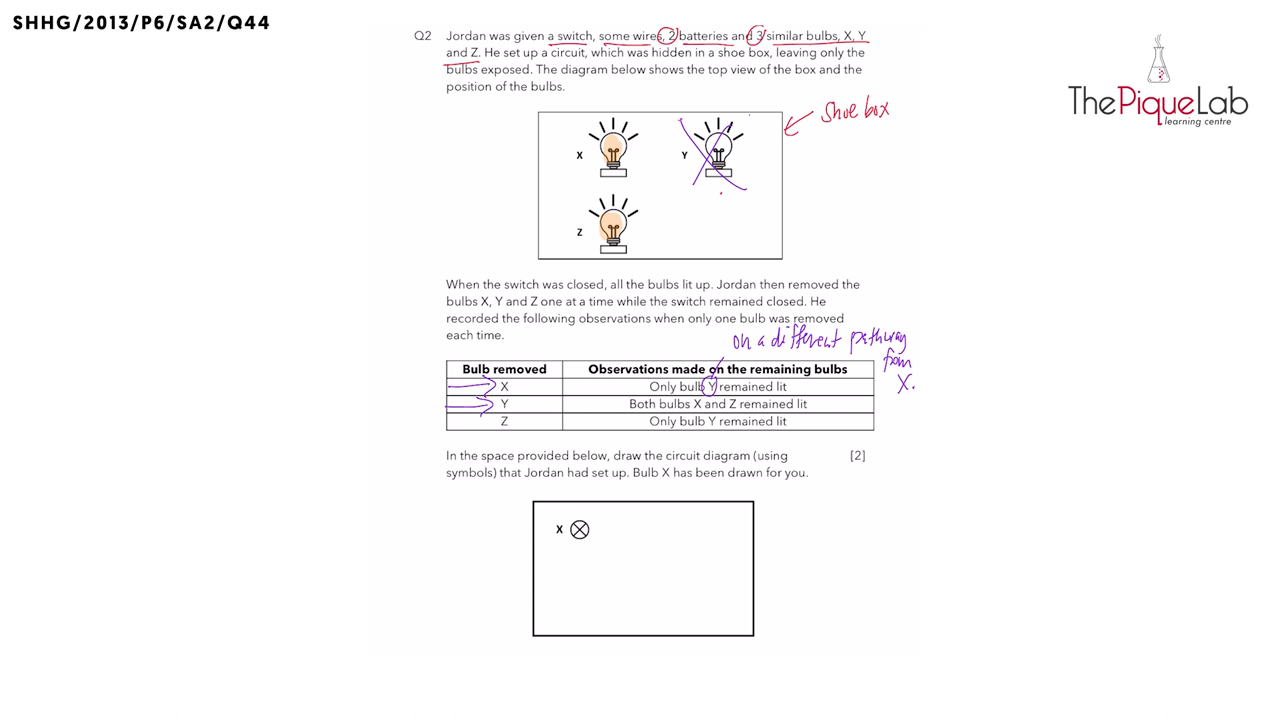 SHHG/2013/P6/SA2/Q44
Q2 Jordan was given a switch, some wires, 2 batteries and 3 similar bulbs, X, Y
and Z. He set up a circuit, which was hidden in a shoe box, leaving only the
bulbs exposed. The diagram below shows the top view of the box and the
position of the bulbs.
ThePiqueLab
learning centre
Shoe box
X
Y
Z
When the switch was closed, all the bulbs lit up. Jordan then removed the
bulbs X, Y and Z one at a time while the switch remained closed. He
recorded the following observations when only one bulb was removed
each time.
on a different pathway
from
X.
Bulb removed Observations made on the remaining bulbs
X Only bulb Y remained lit
Y Both bulbs X and Z remained lit
Z Only bulb Y remained lit
In the space provided below, draw the circuit diagram (using [2]
symbols) that Jordan had set up. Bulb X has been drawn for you.
X